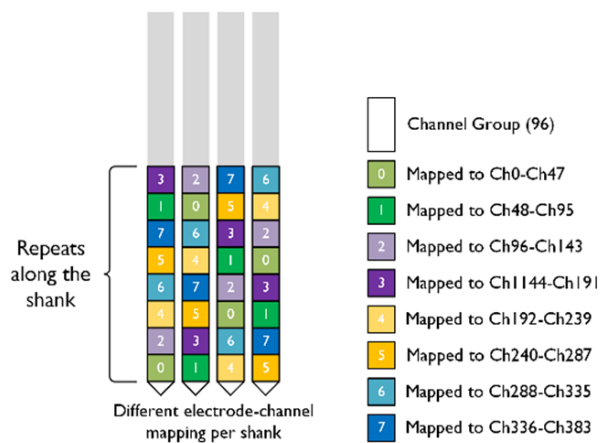 3 2 7 6
1 0 5 4
7 6 3 2
5 4 1 0
6 7 2 3
4 5 0 1
2 3 6 7
0 1 4 5
Repeats
along the
shank
Different electrode-channel
mapping per shank
Channel Group (96)
0 Mapped to Ch0-Ch47
1 Mapped to Ch48-Ch95
2 Mapped to Ch96-Ch143
3 Mapped to Ch1144-Ch191
4 Mapped to Ch192-Ch239
5 Mapped to Ch240-Ch287
6 Mapped to Ch288-Ch335
7 Mapped to Ch336-Ch383